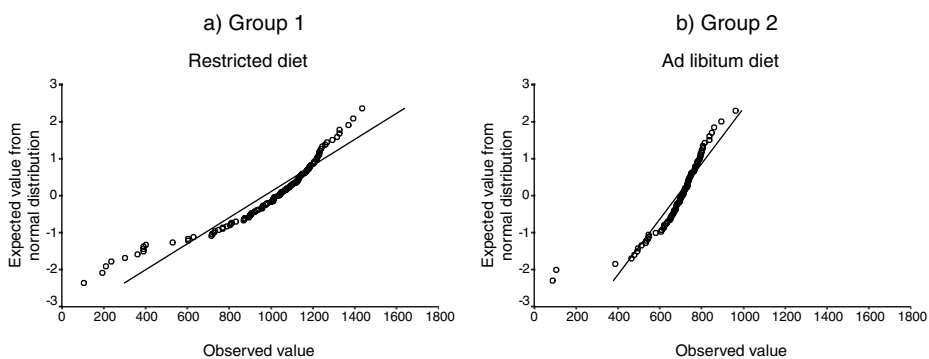 a) Group 1
Restricted diet
Expected value from
normal distribution
3
2
1
0
-1
-2
-3
0 200 400 600 800 1000 1200 1400 1600 1800
Observed value
b) Group 2
Ad libitum diet
Expected value from
normal distribution
3
2
1
0
-1
-2
-3
0 200 400 600 800 1000 1200 1400 1600 1800
Observed value